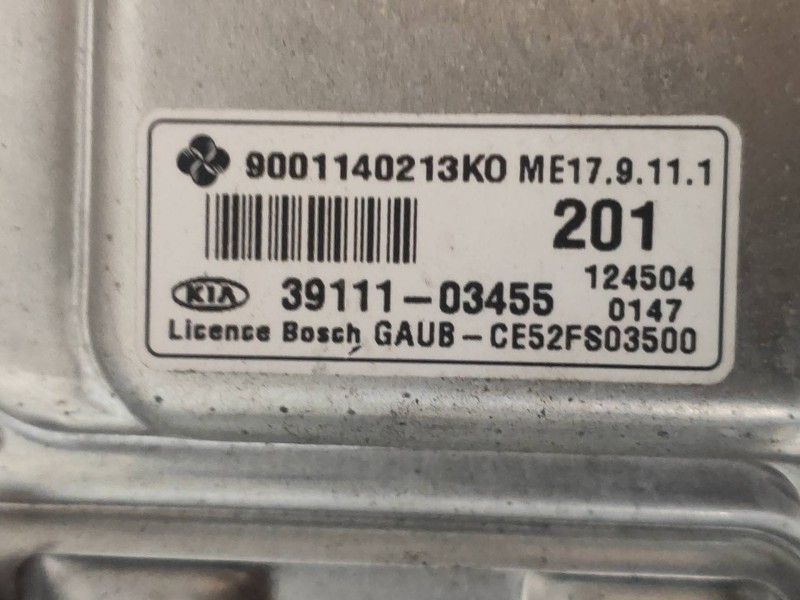 9001140213KO ME17.9.11.1
201
124504
KIA 39111-03455
0147
Licence Bosch GAUB-CE52FS03500